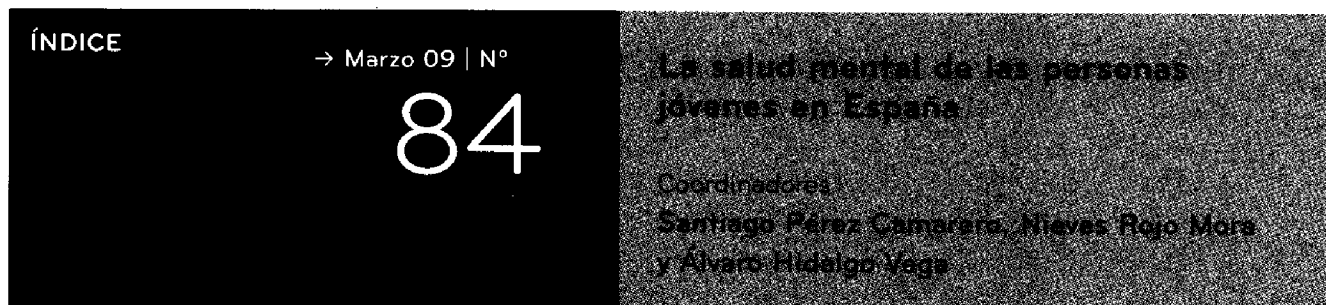 ÍNDICE
→ Marzo 09 | Nº
84
La salud mental de las personas
jóvenes en España
Coordinadores
Santiago Pérez Camarero, Nieves Rojo Mora
y Álvaro Hidalgo Vega